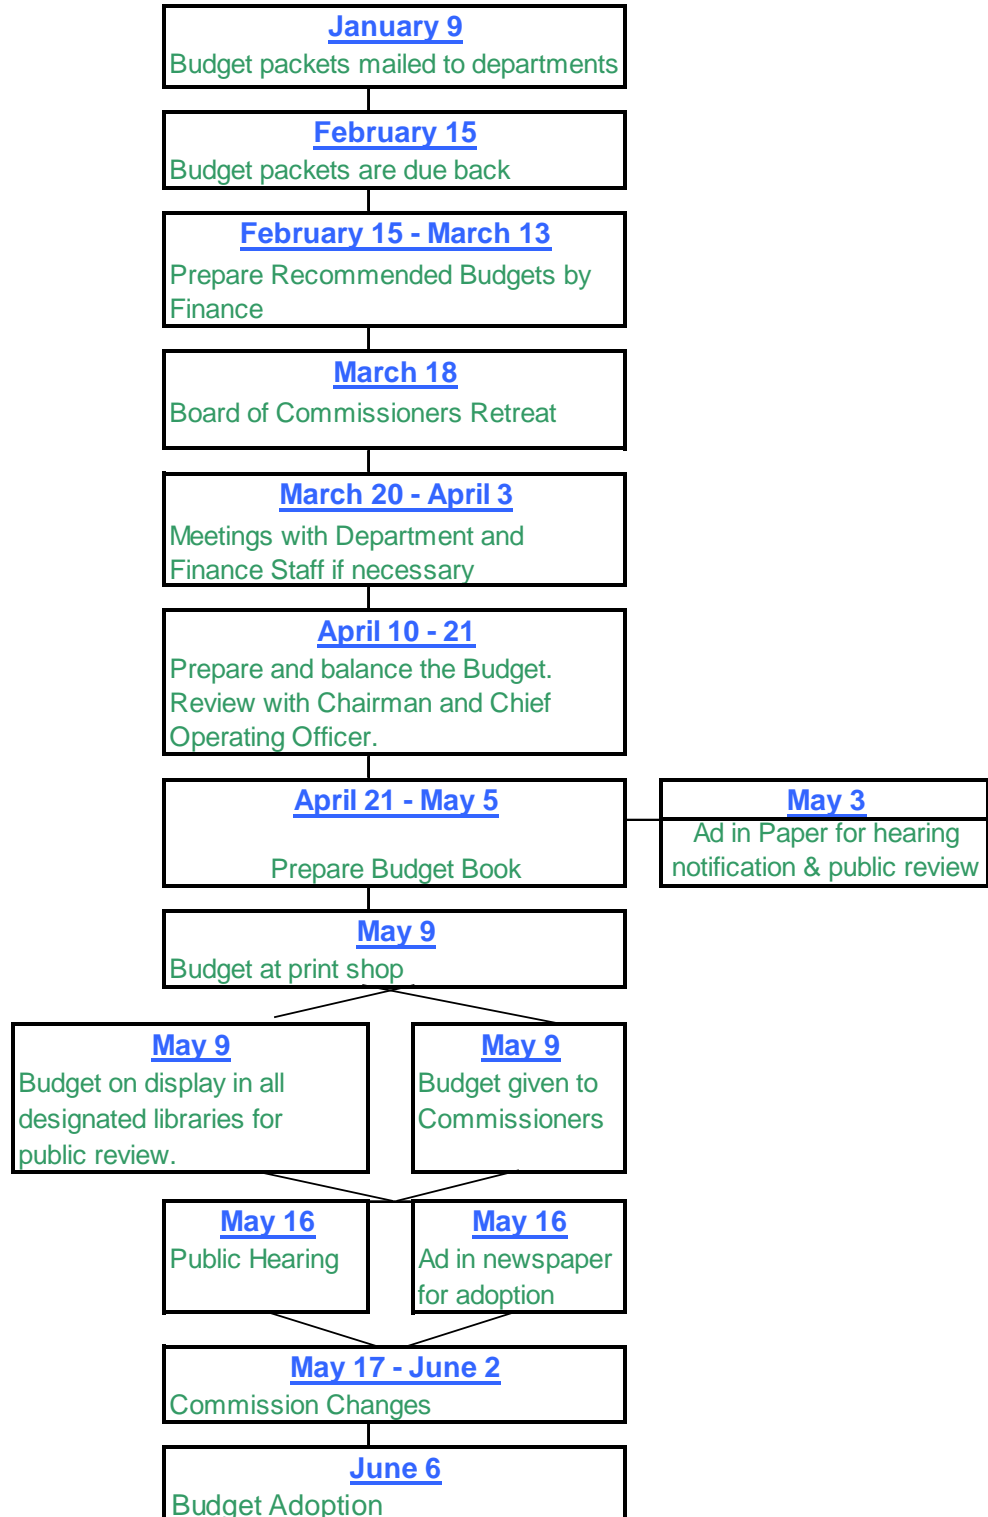 January 9
Budget packets mailed to departments
February 15
Budget packets are due back
February 15 - March 13
Prepare Recommended Budgets by
Finance
March 18
Board of Commissioners Retreat
March 20 - April 3
Meetings with Department and
Finance Staff if necessary
April 10 - 21
Prepare and balance the Budget.
Review with Chairman and Chief
Operating Officer.
April 21 - May 5
Prepare Budget Book
May 3
Ad in Paper for hearing
notification & public review
May 9
Budget at print shop
May 9
Budget on display in all
designated libraries for
public review.
May 9
Budget given to
Commissioners
May 16
Public Hearing
May 16
Ad in newspaper
for adoption
May 17 - June 2
Commission Changes
June 6
Budget Adoption